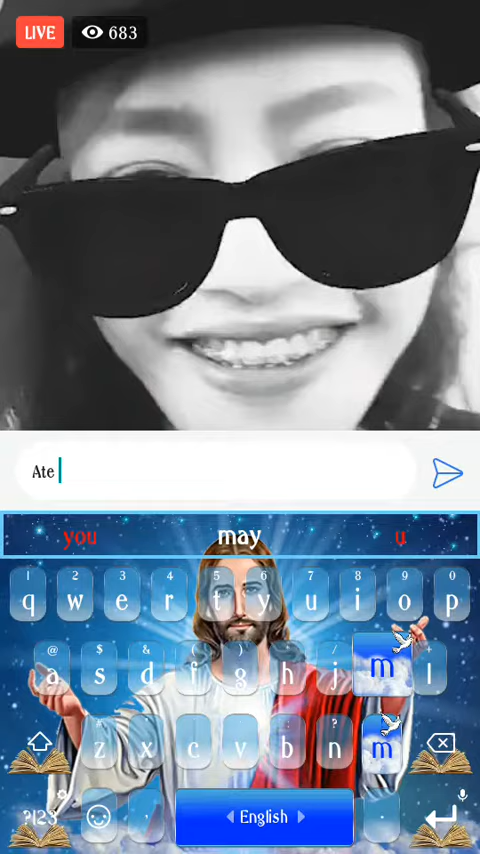 LIVE 683
Ate
you may u
1 2 3 4 5 6 7 8 9 0
q w e r t y u i o p
@ $ & ( ) /
a s d f g h j m l
?
z x c v b n m
?123 , English .